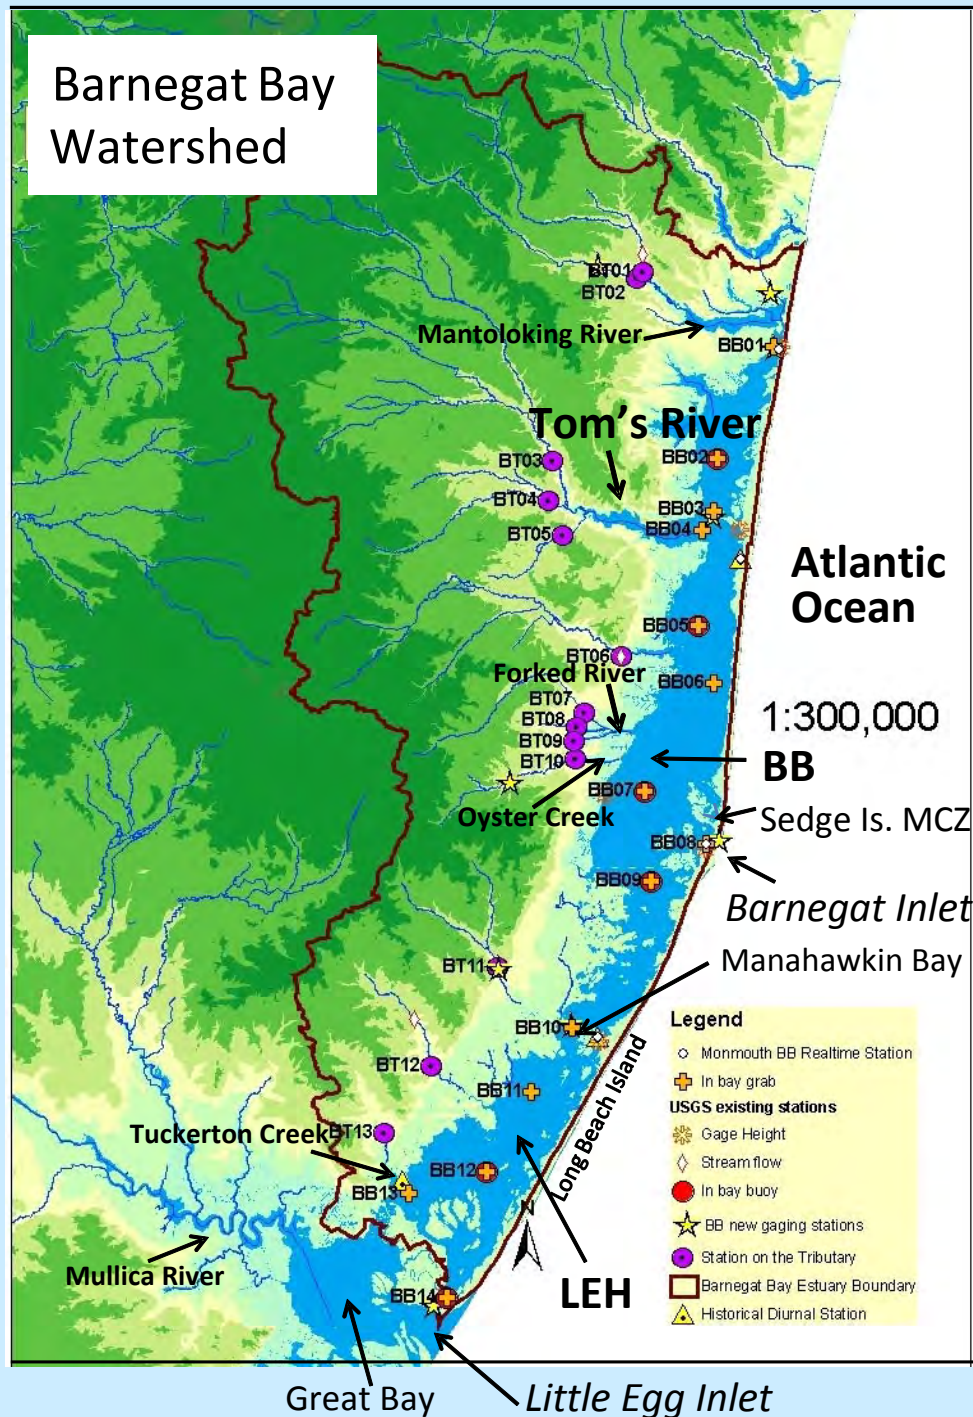 Barnegat Bay
Watershed
BT01
BT02
Mantoloking River
BB01
Tom's River
BT03
BB02
BT04
BB03
BT05
BB04
Atlantic
Ocean
BB05
BT06
Forked River
BB06
BT07
BT08
1:300,000
BT09
BT10
BB
BB07
Oyster Creek
Sedge Is. MCZ
BB08
BB09
Barnegat Inlet
BT11
Manahawkin Bay
BB10
Legend
Monmouth BB Realtime Station
In bay grab
USGS existing stations
Gage Height
Stream flow
In bay buoy
BB new gaging stations
Station on the Tributary
Barnegat Bay Estuary Boundary
Historical Diurnal Station
BT12
BB11
Long Beach Island
Tuckerton Creek
BT13
BB12
BB13
N
Mullica River
LEH
BB14
Great Bay
Little Egg Inlet